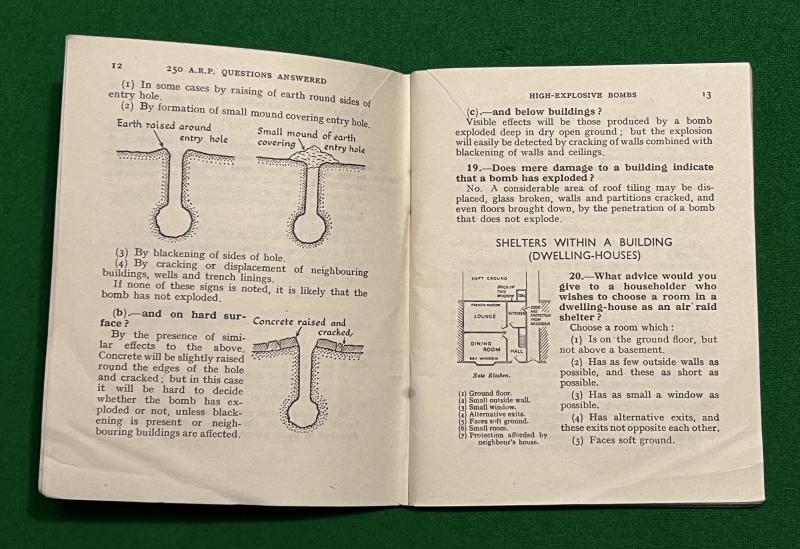 12
250 A.R.P. QUESTIONS ANSWERED
(1) In some cases by raising of earth round sides of
entry hole.
(2) By formation of small mound covering entry hole.
Earth raised around
entry hole
Small mound of earth
covering entry hole
(3) By blackening of sides of hole.
(4) By cracking or displacement of neighbouring
buildings, wells and trench linings.
If none of these signs is noted, it is likely that the
bomb has not exploded.
(b).—and on hard sur-
face?
By the presence of simi-
lar effects to the above.
Concrete will be slightly raised
round the edges of the hole
and cracked; but in this case
it will be hard to decide
whether the bomb has ex-
ploded or not, unless black-
ening is present or neigh-
bouring buildings are affected.
Concrete raised and
cracked
HIGH-EXPLOSIVE BOMBS
13
(c).—and below buildings?
Visible effects will be those produced by a bomb
exploded deep in dry open ground; but the explosion
will easily be detected by cracking of walls combined with
blackening of walls and ceilings.
19.—Does mere damage to a building indicate
that a bomb has exploded?
No. A considerable area of roof tiling may be dis-
placed, glass broken, walls and partitions cracked, and
even floors brought down, by the penetration of a bomb
that does not explode.
SHELTERS WITHIN A BUILDING
(DWELLING-HOUSES)
SOFT GROUND
BRICK UP
THIS
WINDOW
FRENCH WINDOW
LOUNGE
KITCHEN
DOOR
HAS
PROTECTION
FROM
NEIGHBOUR
DINING
ROOM
HALL
BAY WINDOW
Note Kitchen.
(1) Ground floor.
(2) Small outside wall.
(3) Small window.
(4) Alternative exits.
(5) Faces soft ground.
(6) Small room.
(7) Protection afforded by
neighbour's house.
20.—What advice would you
give to a householder who
wishes to choose a room in a
dwelling-house as an air raid
shelter?
Choose a room which:
(1) Is on the ground floor, but
not above a basement.
(2) Has as few outside walls as
possible, and these as short as
possible.
(3) Has as small a window as
possible.
(4) Has alternative exits, and
these exits not opposite each other.
(5) Faces soft ground.